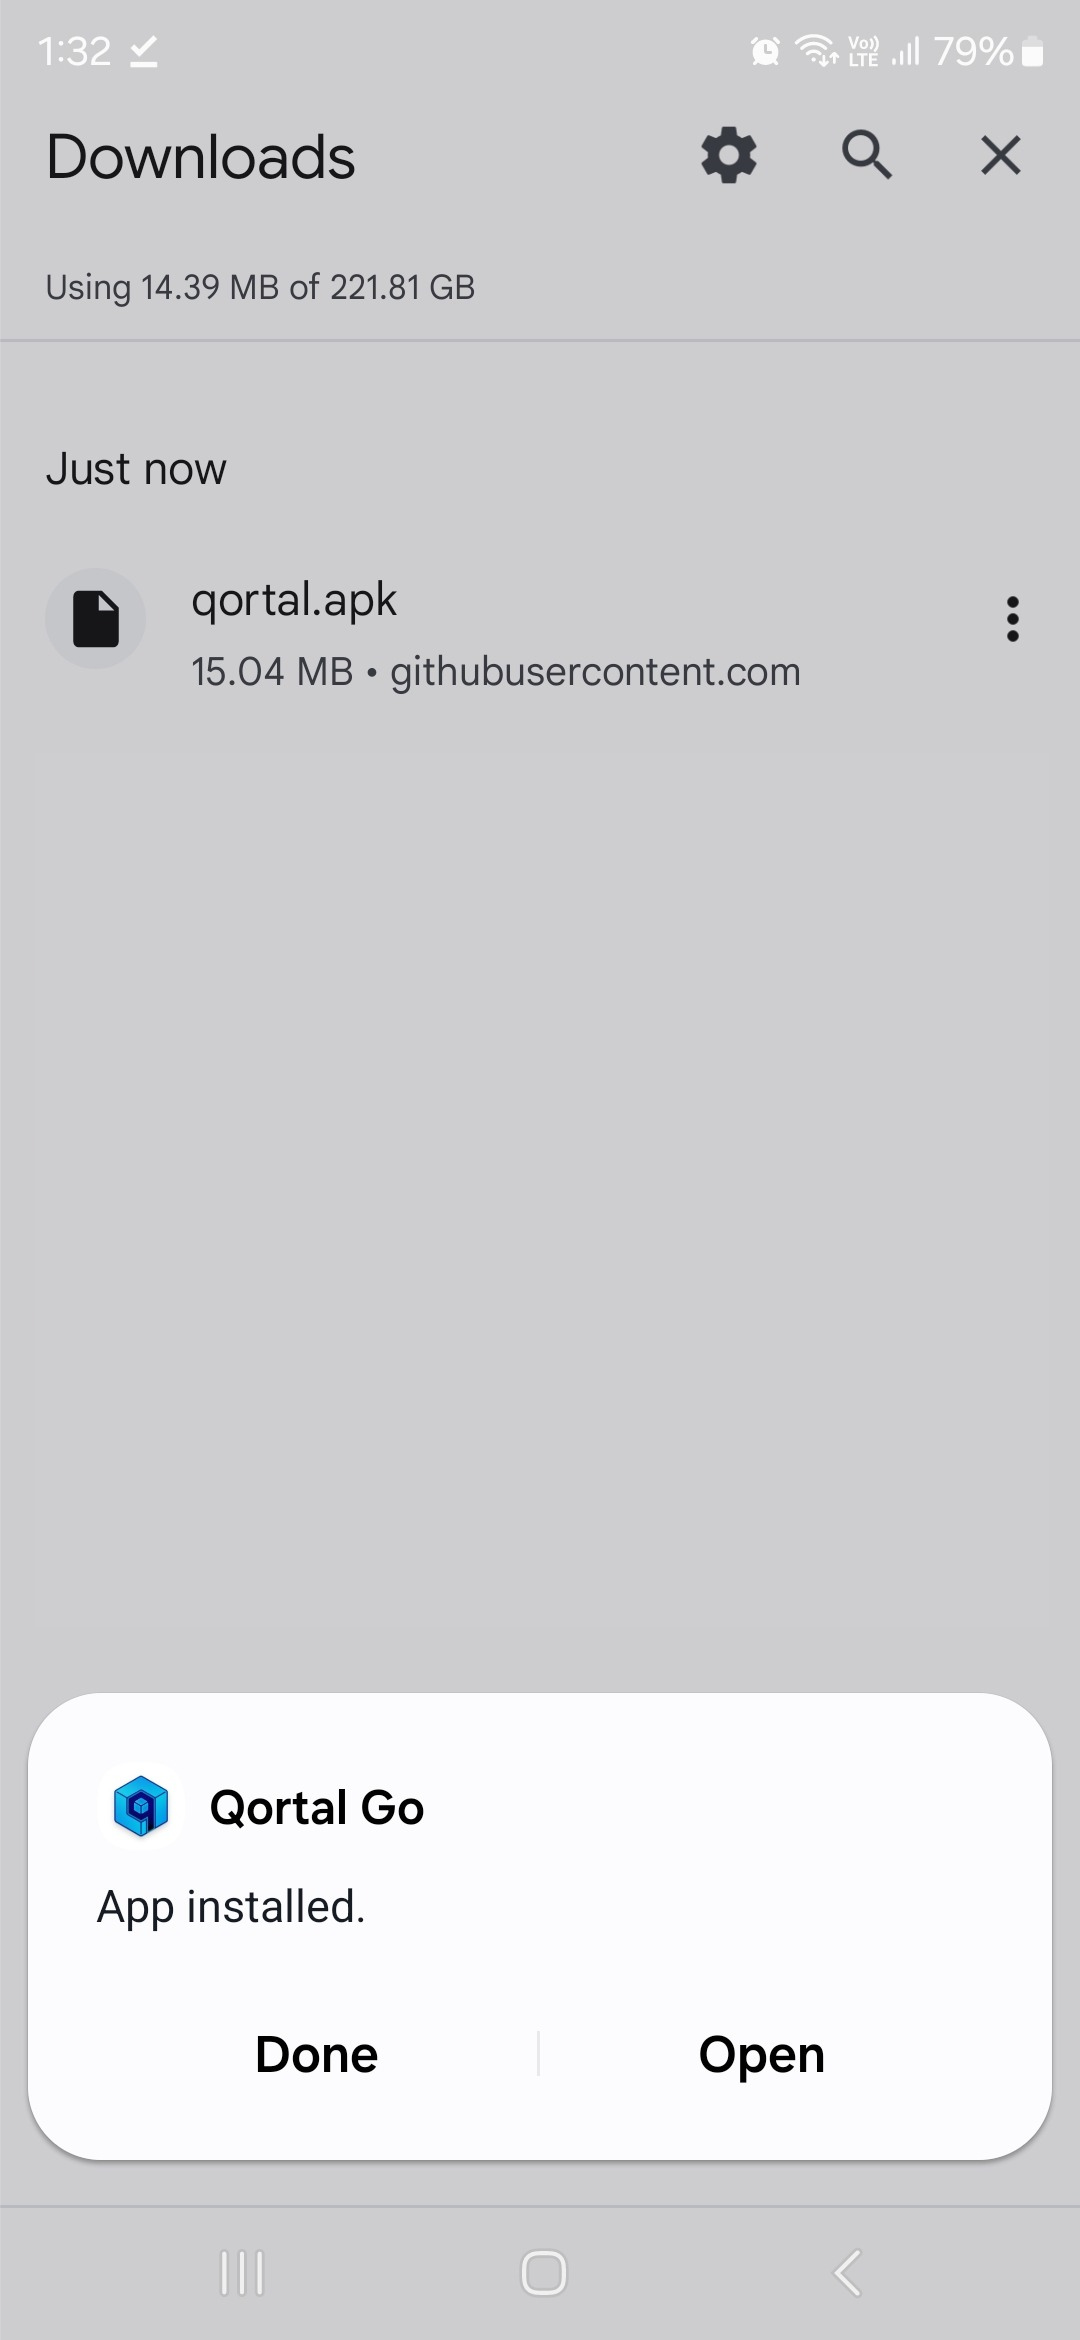 1:32
Vo)) LTE 79%
Downloads
Using 14.39 MB of 221.81 GB
Just now
qortal.apk
15.04 MB • githubusercontent.com
Qortal Go
App installed.
Done
Open